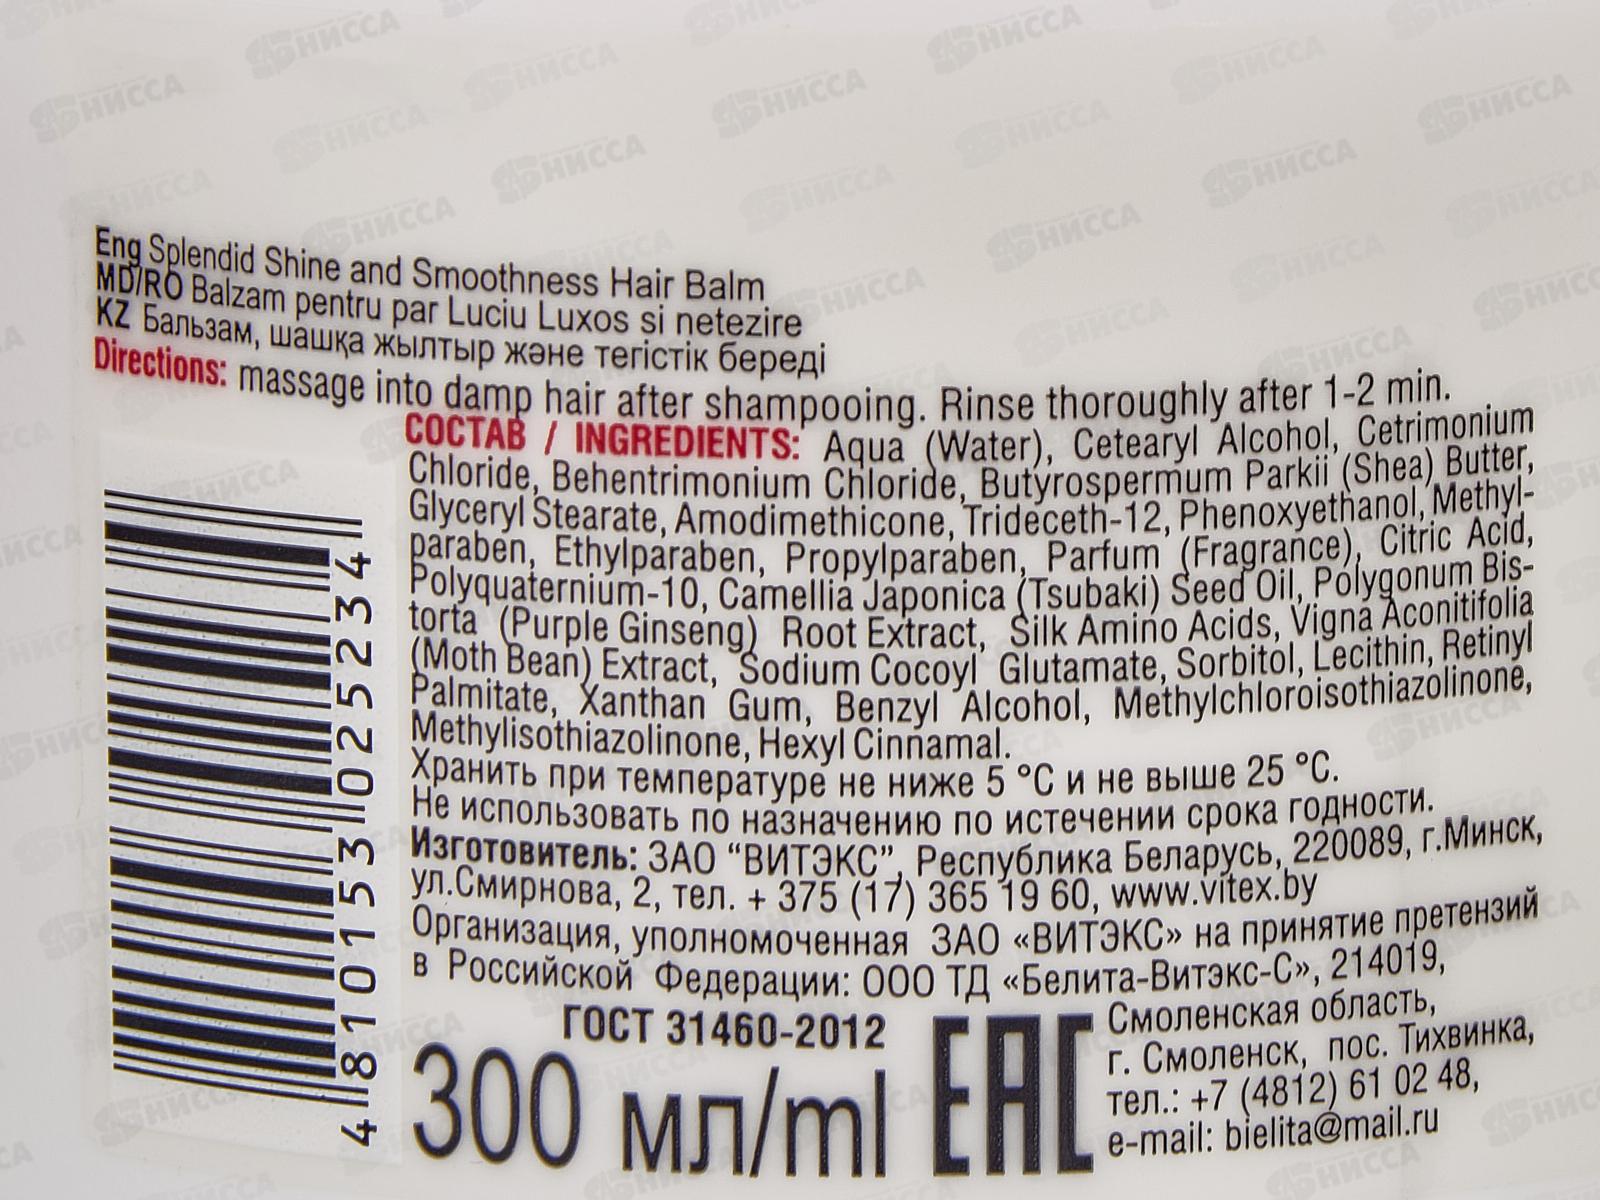 Eng Splendid Shine and Smoothness Hair Balm
MD/RO Balzam pentru par Luciu Luxos si netezire
KZ Бальзам, шашқа жылтыр және тегістік береді
Directions: massage into damp hair after shampooing. Rinse thoroughly after 1-2 min.
СОСТАВ / INGREDIENTS: Aqua (Water), Cetearyl Alcohol, Cetrimonium
Chloride, Behentrimonium Chloride, Butyrospermum Parkii (Shea) Butter,
Glyceryl Stearate, Amodimethicone, Trideceth-12, Phenoxyethanol, Methyl-
paraben, Ethylparaben, Propylparaben, Parfum (Fragrance), Citric Acid,
Polyquaternium-10, Camellia Japonica (Tsubaki) Seed Oil, Polygonum Bis-
torta (Purple Ginseng) Root Extract, Silk Amino Acids, Vigna Aconitifolia
(Moth Bean) Extract, Sodium Cocoyl Glutamate, Sorbitol, Lecithin, Retinyl
Palmitate, Xanthan Gum, Benzyl Alcohol, Methylchloroisothiazolinone,
Methylisothiazolinone, Hexyl Cinnamal.
Хранить при температуре не ниже 5 °C и не выше 25 °C.
Не использовать по назначению по истечении срока годности.
Изготовитель: ЗАО "ВИТЭКС", Республика Беларусь, 220089, г.Минск,
ул.Смирнова, 2, тел. + 375 (17) 365 19 60, www.vitex.by
Организация, уполномоченная ЗАО «ВИТЭКС» на принятие претензий
в Российской Федерации: ООО ТД «Белита-Витэкс-С», 214019,
Смоленская область,
г. Смоленск, пос. Тихвинка,
тел.: +7 (4812) 61 02 48,
e-mail: bielita@mail.ru
ГОСТ 31460-2012
300 мл/ml
EAC
4 810153 025234
НИССА